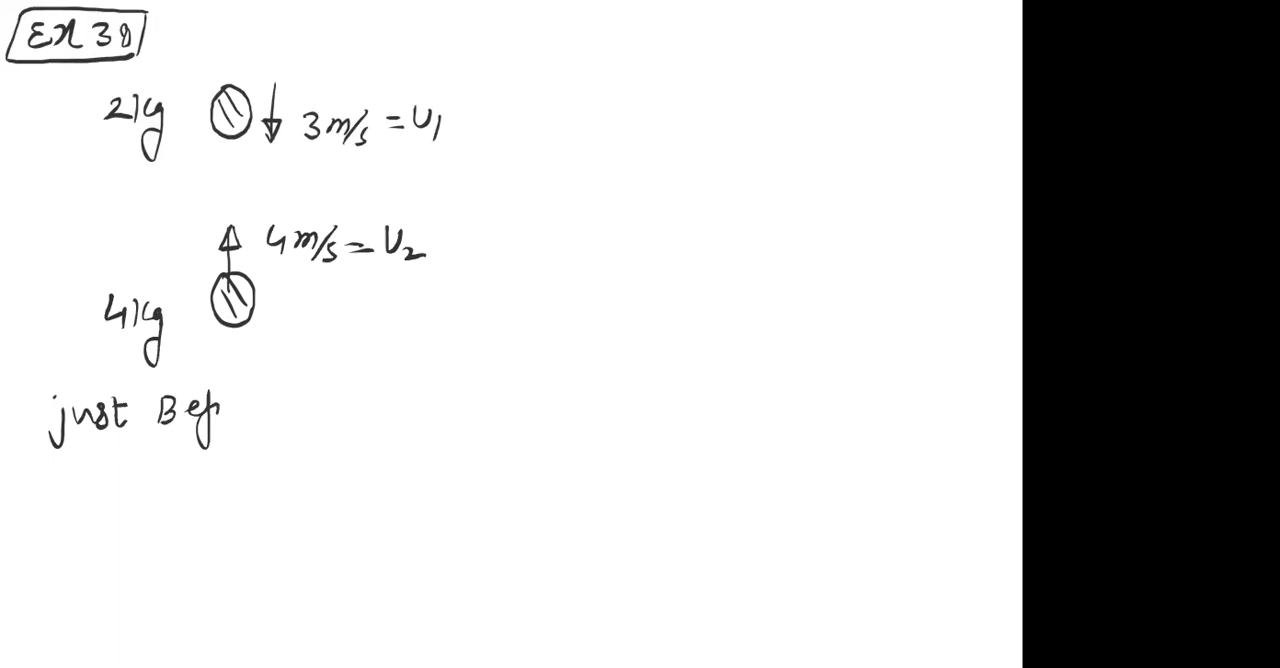 Ex 38
2kg 3m/s = U1
4m/s = U2
4kg
just Bef